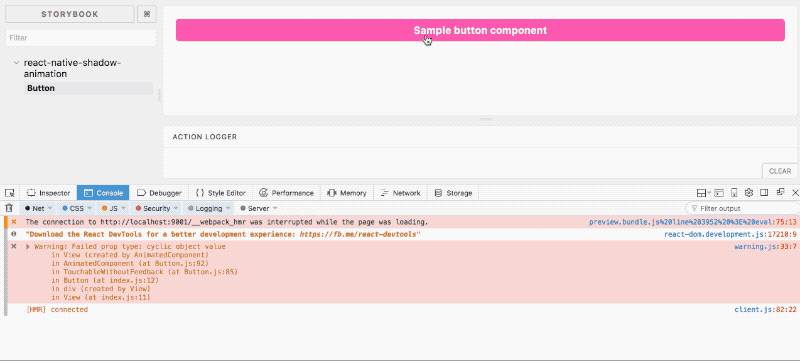 STORYBOOK
⌘
Filter
react-native-shadow-
animation
Button
Sample button component
ACTION LOGGER
CLEAR
Inspector Console Debugger Style Editor Performance Memory Network Storage
Net CSS JS Security Logging Server Filter output
The connection to http://localhost:9001/__webpack_hmr was interrupted while the page was loading. preview.bundle.js%20line%203952%20%3E%20eval:75:13
"Download the React DevTools for a better development experience: https://fb.me/react-devtools" react-dom.development.js:17210:9
Warning: Failed prop type: cyclic object value warning.js:33:7
in View (created by AnimatedComponent)
in AnimatedComponent (at Button.js:92)
in TouchableWithoutFeedback (at Button.js:85)
in Button (at index.js:12)
in div (created by View)
in View (at index.js:11)
[HMR] connected client.js:82:22